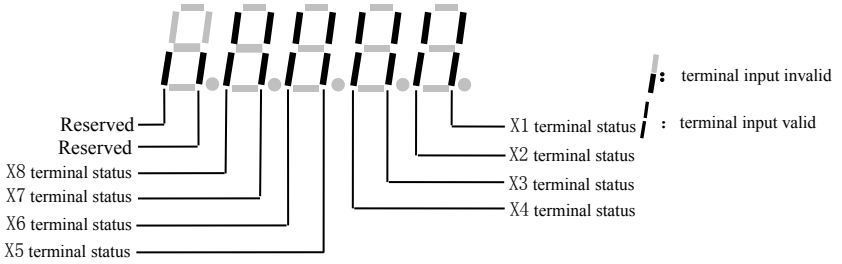 Reserved
Reserved
X8 terminal status
X7 terminal status
X6 terminal status
X5 terminal status
X1 terminal status
X2 terminal status
X3 terminal status
X4 terminal status
: terminal input invalid
: terminal input valid